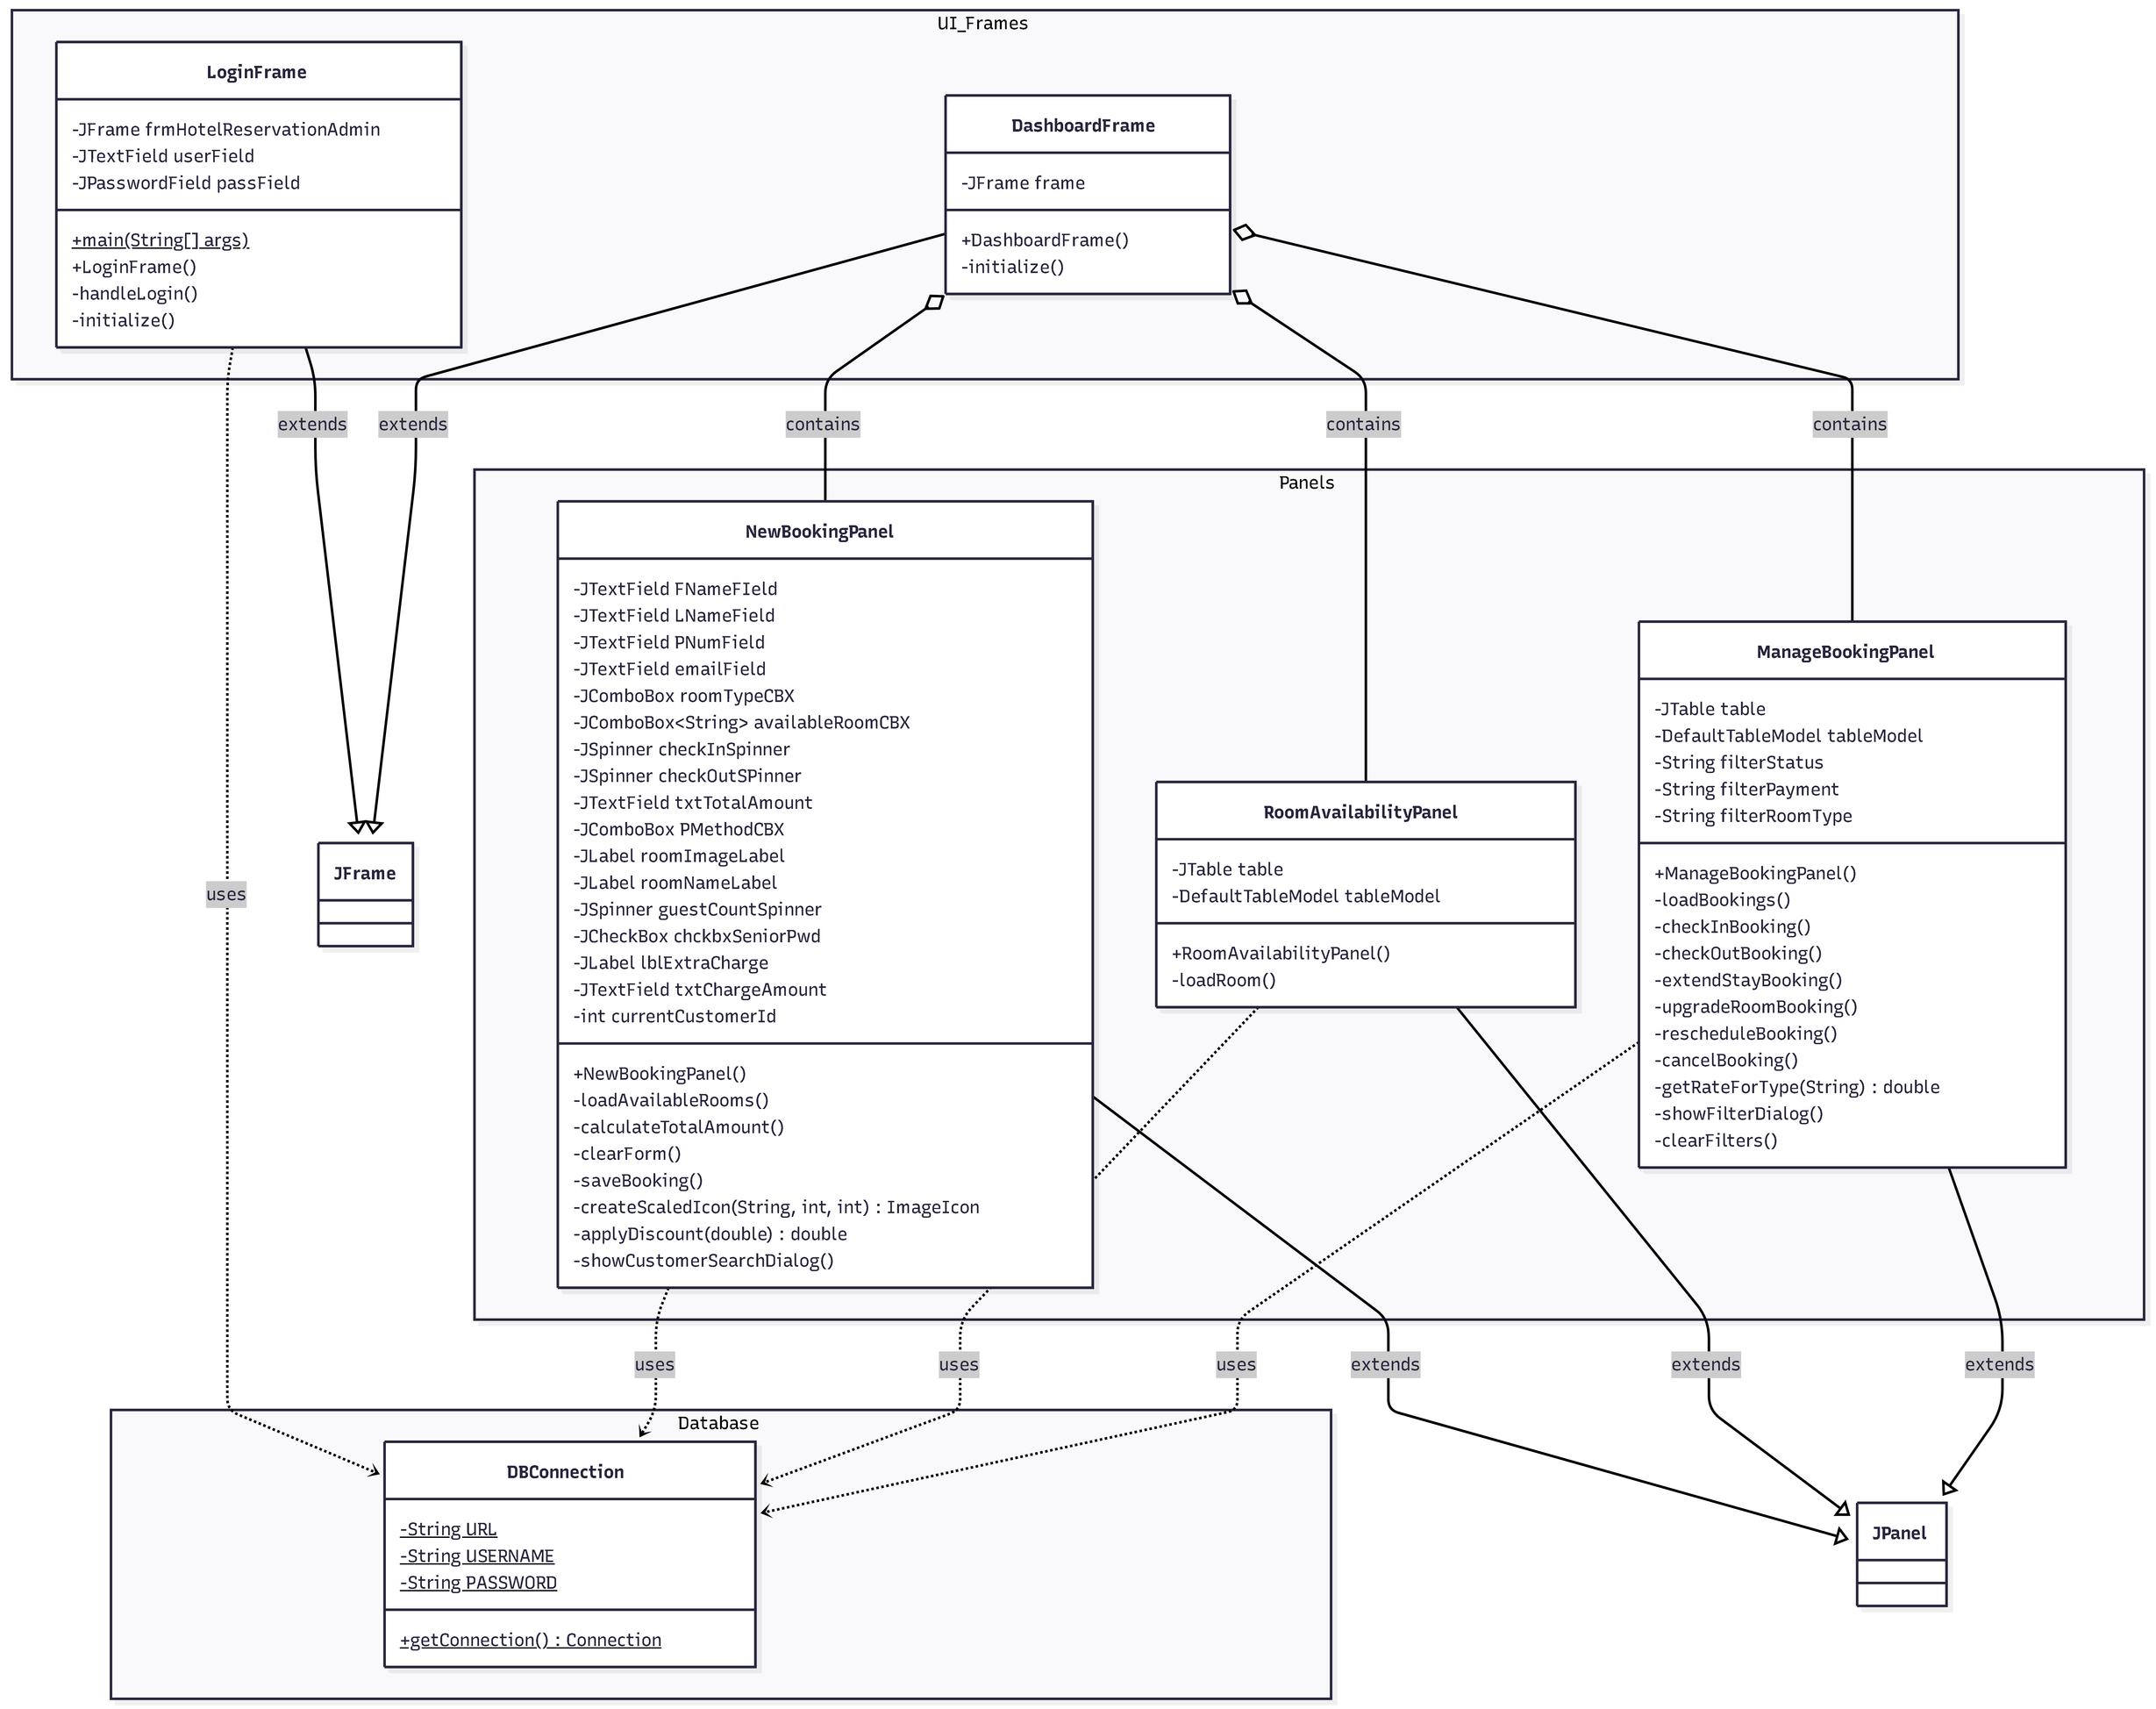 UI_Frames
LoginFrame
-JFrame frmHotelReservationAdmin
-JTextField userField
-JPasswordField passField
+main(String[] args)
+LoginFrame()
-handleLogin()
-initialize()
DashboardFrame
-JFrame frame
+DashboardFrame()
-initialize()
extends
extends
contains
contains
contains
Panels
NewBookingPanel
-JTextField FNameFIeld
-JTextField LNameField
-JTextField PNumField
-JTextField emailField
-JComboBox roomTypeCBX
-JComboBox<String> availableRoomCBX
-JSpinner checkInSpinner
-JSpinner checkOutSPinner
-JTextField txtTotalAmount
-JComboBox PMethodCBX
-JLabel roomImageLabel
-JLabel roomNameLabel
-JSpinner guestCountSpinner
-JCheckBox chckbxSeniorPwd
-JLabel lblExtraCharge
-JTextField txtChargeAmount
-int currentCustomerId
+NewBookingPanel()
-loadAvailableRooms()
-calculateTotalAmount()
-clearForm()
-saveBooking()
-createScaledIcon(String, int, int) : ImageIcon
-applyDiscount(double) : double
-showCustomerSearchDialog()
RoomAvailabilityPanel
-JTable table
-DefaultTableModel tableModel
+RoomAvailabilityPanel()
-loadRoom()
ManageBookingPanel
-JTable table
-DefaultTableModel tableModel
-String filterStatus
-String filterPayment
-String filterRoomType
+ManageBookingPanel()
-loadBookings()
-checkInBooking()
-checkOutBooking()
-extendStayBooking()
-upgradeRoomBooking()
-rescheduleBooking()
-cancelBooking()
-getRateForType(String) : double
-showFilterDialog()
-clearFilters()
JFrame
uses
uses
uses
uses
extends
extends
extends
Database
DBConnection
-String URL
-String USERNAME
-String PASSWORD
+getConnection() : Connection
JPanel